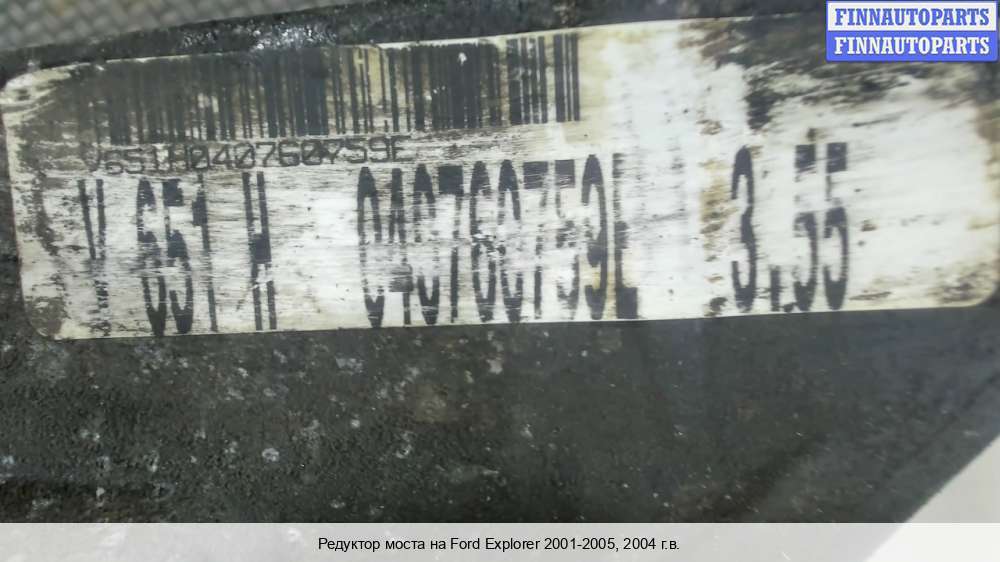 FINNAUTOPARTS
FINNAUTOPARTS
V651H040760759E
V 651 H 040760759E 3.55
Редуктор моста на Ford Explorer 2001-2005, 2004 г.в.